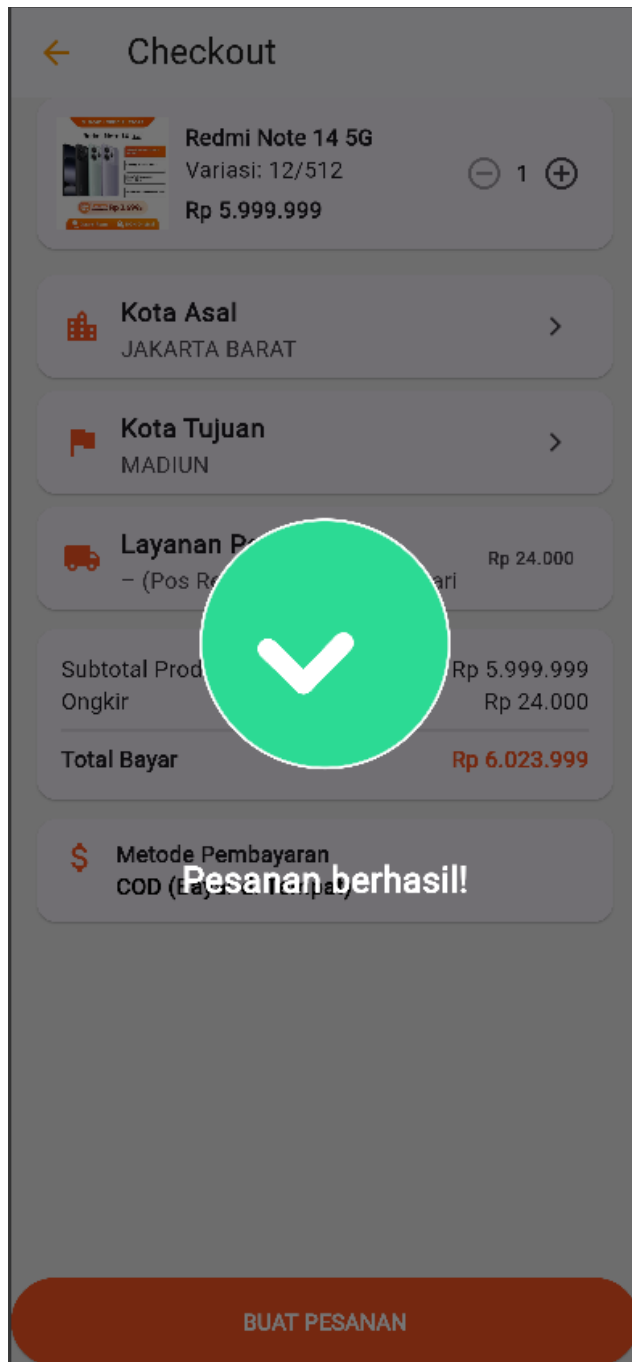 Checkout
Redmi Note 14 5G
Variasi: 12/512
Rp 5.999.999
1
Kota Asal
JAKARTA BARAT
Kota Tujuan
MADIUN
Layanan
Rp 24.000
– (Pos
Subtotal
Rp 5.999.999
Ongkir
Rp 24.000
Total Bayar
Rp 6.023.999
Metode Pembayaran
COD
Pesanan berhasil!
BUAT PESANAN